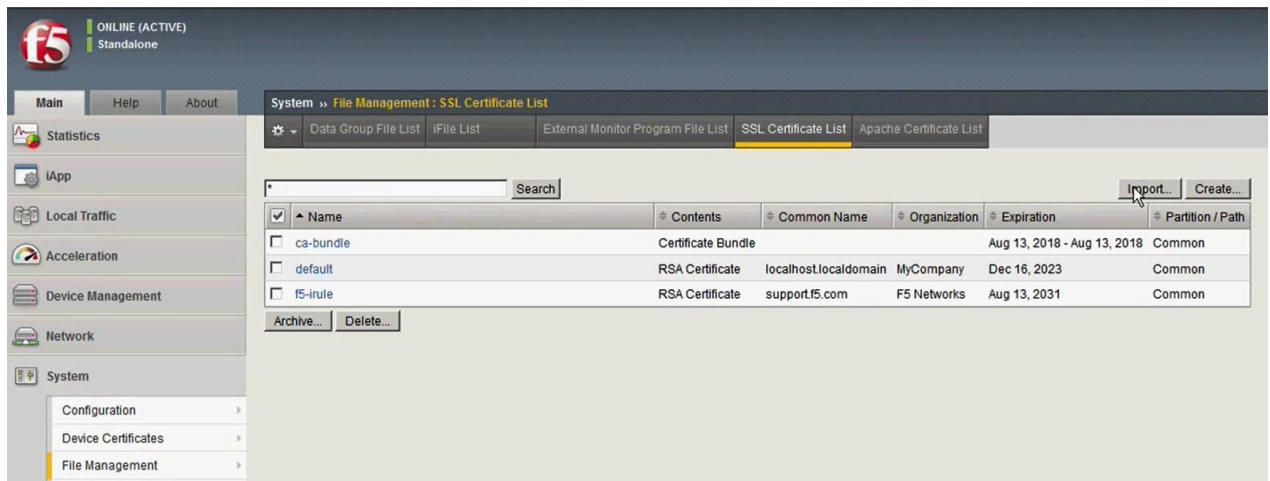 f5
ONLINE (ACTIVE)
Standalone
Main Help About
Statistics
iApp
Local Traffic
Acceleration
Device Management
Network
System
Configuration
Device Certificates
File Management
System ›› File Management : SSL Certificate List
Data Group File List iFile List External Monitor Program File List SSL Certificate List Apache Certificate List
* Search Import... Create...
Name Contents Common Name Organization Expiration Partition / Path
ca-bundle Certificate Bundle Aug 13, 2018 - Aug 13, 2018 Common
default RSA Certificate localhost.localdomain MyCompany Dec 16, 2023 Common
f5-irule RSA Certificate support.f5.com F5 Networks Aug 13, 2031 Common
Archive... Delete...